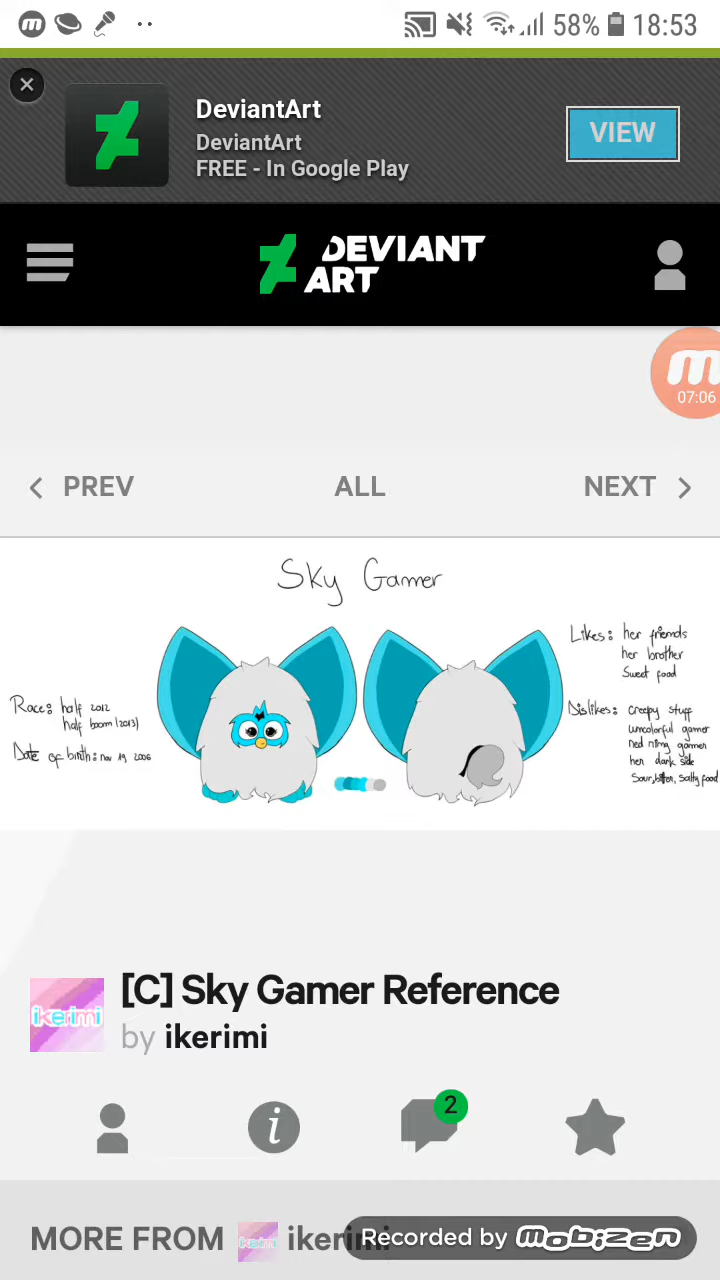 58% 18:53
DeviantArt
DeviantArt
FREE - In Google Play
VIEW
DEVIANT
ART
07:06
PREV ALL NEXT
Sky Gamer
Likes: her friends
her brother
Sweet food
Race: half 2012
half boom (2013)
Date of birth: nov 19 2006
Dislikes: creepy stuff
uncolorful gamer
gamer
her dark side
Sour, bitter, salty food
[C] Sky Gamer Reference
ikerimi
by ikerimi
2
MORE FROM ikerimi ikerimi
Recorded by mobizen